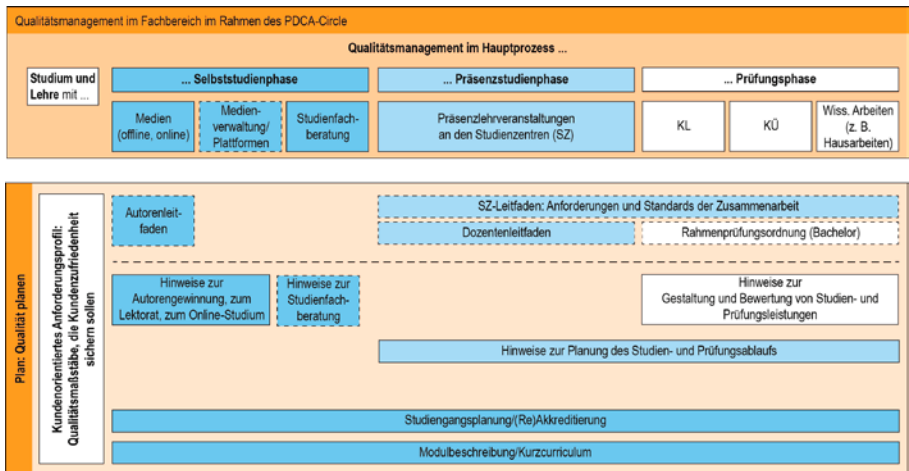 Qualitätsmanagement im Fachbereich im Rahmen des PDCA-Circle
Qualitätsmanagement im Hauptprozess ...
Studium und
Lehre mit ...
... Selbststudienphase
... Präsenzstudienphase
... Prüfungsphase
Medien
(offline, online)
Medien-
verwaltung/
Plattformen
Studienfach-
beratung
Präsenzlehrveranstaltungen
an den Studienzentren (SZ)
KL
KÜ
Wiss. Arbeiten
(z. B.
Hausarbeiten)
Plan: Qualität planen
Kundenorientiertes Anforderungsprofil:
Qualitätsmaßstäbe, die Kundenzufriedenheit
sichern sollen
Autorenleit-
faden
SZ-Leitfaden: Anforderungen und Standards der Zusammenarbeit
Dozentenleitfaden
Rahmenprüfungsordnung (Bachelor)
Hinweise zur
Autorengewinnung, zum
Lektorat, zum Online-Studium
Hinweise zur
Studienfach-
beratung
Hinweise zur
Gestaltung und Bewertung von Studien- und
Prüfungsleistungen
Hinweise zur Planung des Studien- und Prüfungsablaufs
Studiengangsplanung/(Re)Akkreditierung
Modulbeschreibung/Kurzcurriculum